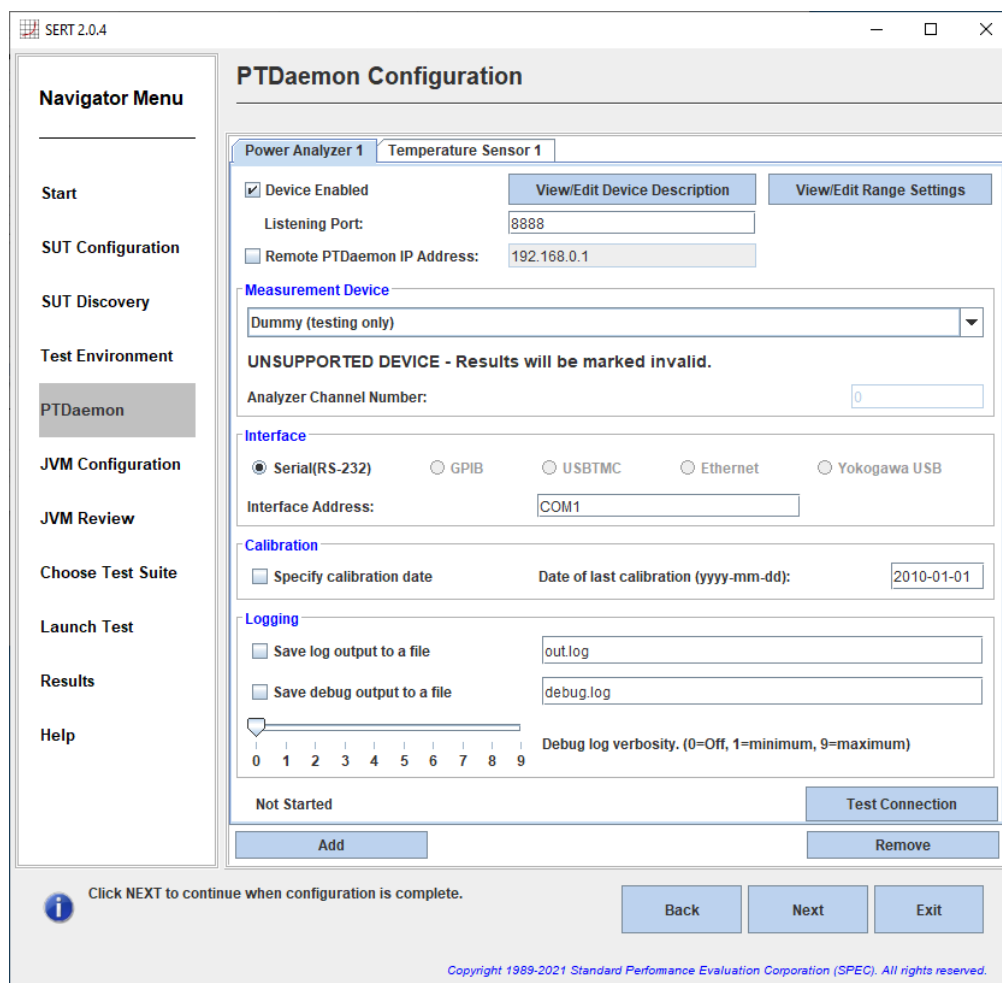 SERT 2.0.4
Navigator Menu
Start
SUT Configuration
SUT Discovery
Test Environment
PTDaemon
JVM Configuration
JVM Review
Choose Test Suite
Launch Test
Results
Help
PTDaemon Configuration
Power Analyzer 1 Temperature Sensor 1
Device Enabled View/Edit Device Description View/Edit Range Settings
Listening Port: 8888
Remote PTDaemon IP Address: 192.168.0.1
Measurement Device
Dummy (testing only)
UNSUPPORTED DEVICE - Results will be marked invalid.
Analyzer Channel Number: 0
Interface
Serial(RS-232) GPIB USBTMC Ethernet Yokogawa USB
Interface Address: COM1
Calibration
Specify calibration date Date of last calibration (yyyy-mm-dd): 2010-01-01
Logging
Save log output to a file out.log
Save debug output to a file debug.log
0 1 2 3 4 5 6 7 8 9 Debug log verbosity. (0=Off, 1=minimum, 9=maximum)
Not Started Test Connection
Add Remove
Click NEXT to continue when configuration is complete.
Back Next Exit
Copyright 1989-2021 Standard Performance Evaluation Corporation (SPEC). All rights reserved.